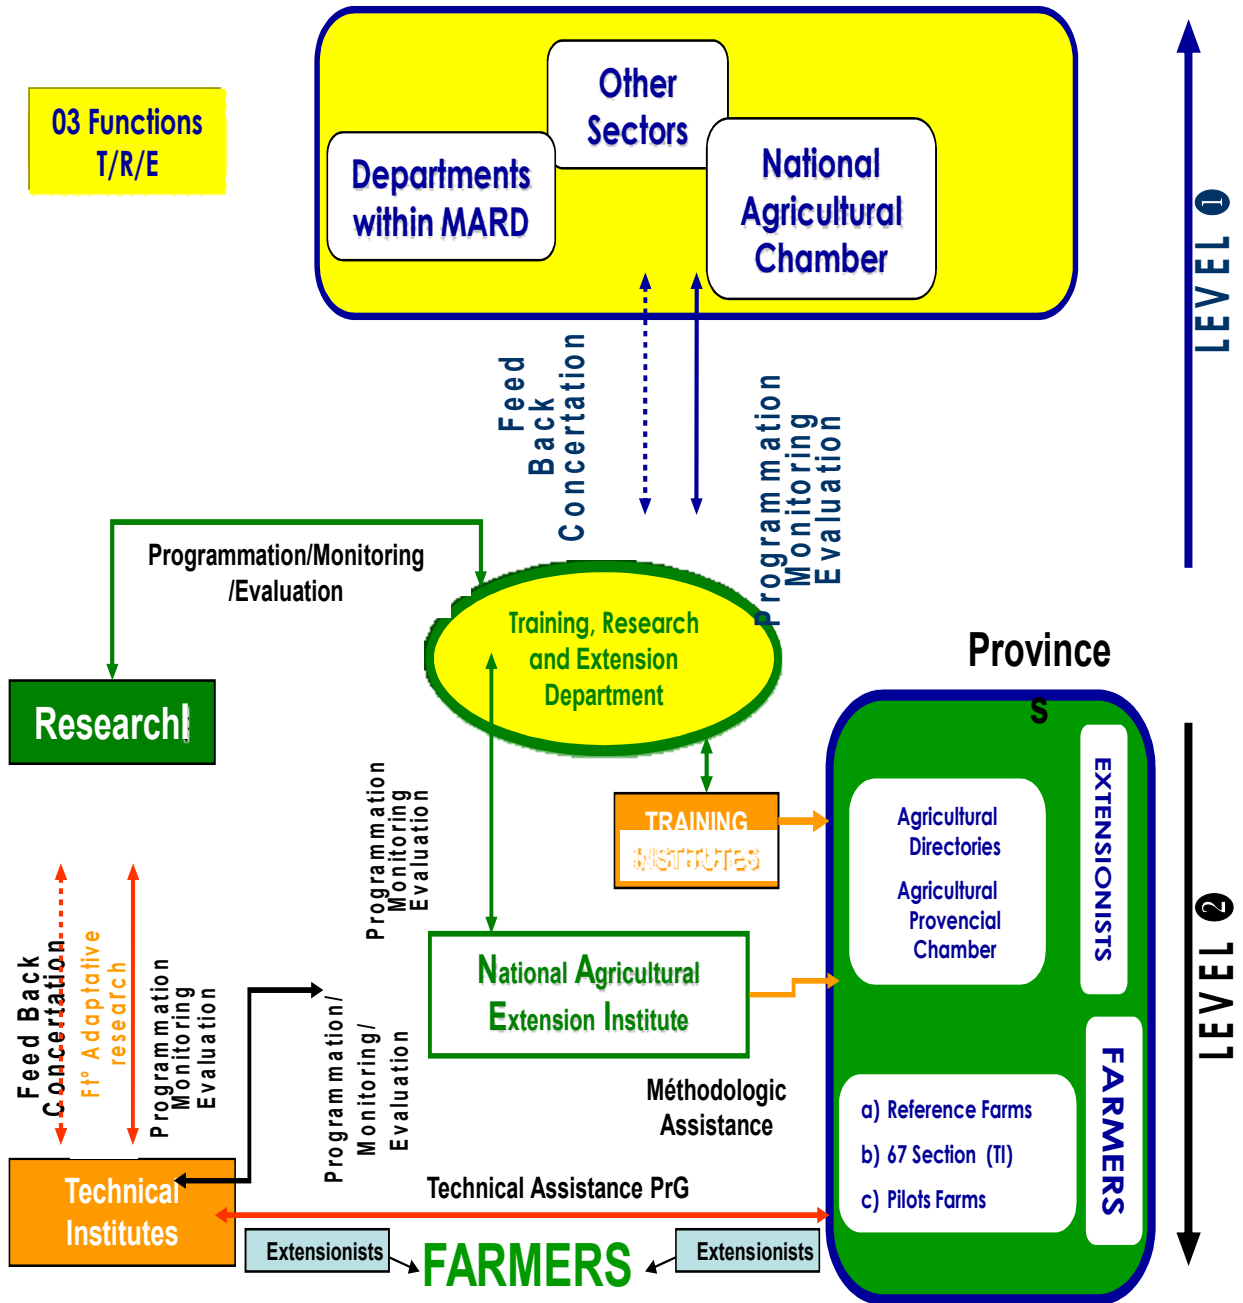 03 Functions
T/R/E
Other
Sectors
Departments
within MARD
National
Agricultural
Chamber
LEVEL ❶
Feed
Back
Concertation
Programmation
Monitoring
Evaluation
Programmation/Monitoring
/Evaluation
Training, Research
and Extension
Department
Province
s
Research
Programmation
Monitoring
Evaluation
TRAINING
INSTITUTES
Agricultural
Directories
Agricultural
Provencial
Chamber
EXTENSIONISTS
LEVEL ❷
National Agricultural
Extension Institute
Feed Back
Concertation
Ftº Adaptative
research
Programmation
Monitoring
Evaluation
Programmation/
Monitoring/
Evaluation
Méthodologic
Assistance
a) Reference Farms
b) 67 Section (TI)
c) Pilots Farms
FARMERS
Technical
Institutes
Technical Assistance PrG
Extensionists
FARMERS
Extensionists